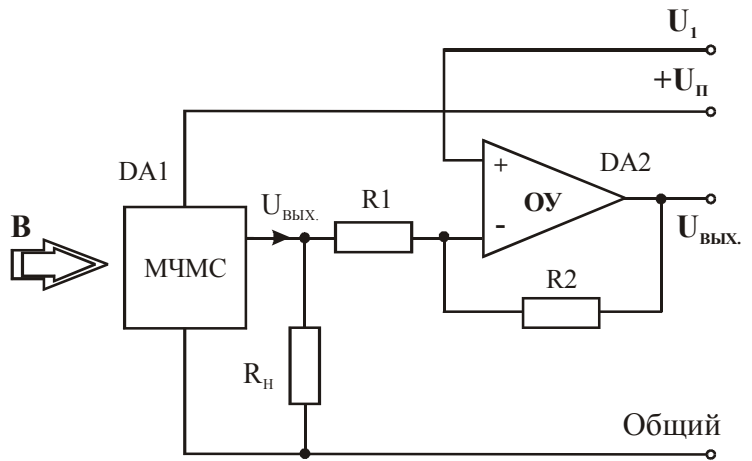 U₁
+Uп
DA1
DA2
+
ОУ
-
B
МЧМС
Uвых.
R1
Uвых.
R2
Rн
Общий